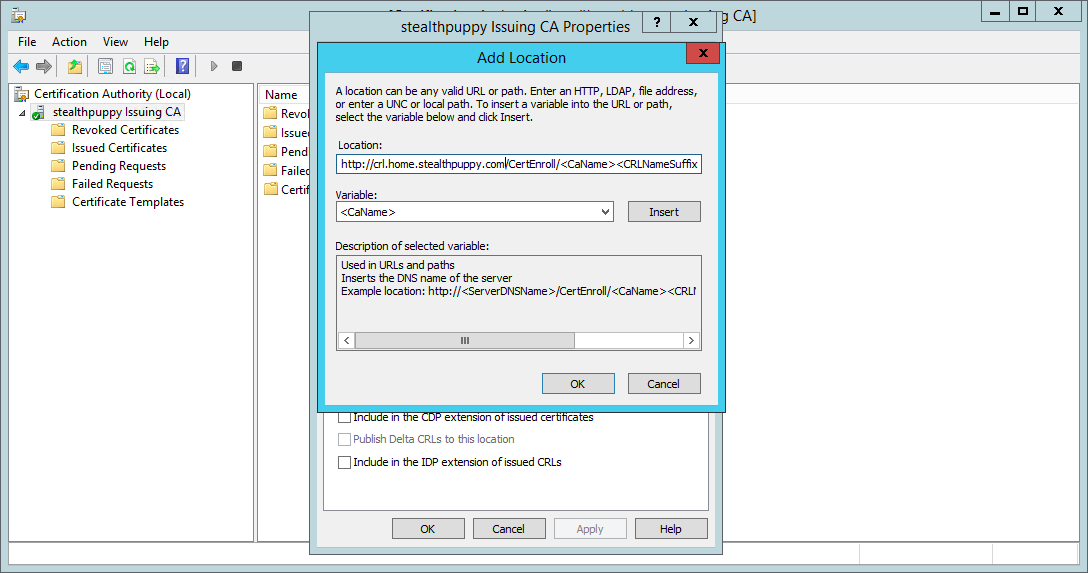 ng CA]
stealthpuppy Issuing CA Properties
?
X
X
File Action View Help
Add Location
X
Certification Authority (Local)
stealthpuppy Issuing CA
Revoked Certificates
Issued Certificates
Pending Requests
Failed Requests
Certificate Templates
Name
Revo
Issue
Pend
Failed
Certif
A location can be any valid URL or path. Enter an HTTP, LDAP, file address,
or enter a UNC or local path. To insert a variable into the URL or path,
select the variable below and click Insert.
Location:
http://crl.home.stealthpuppy.com/CertEnroll/<CaName><CRLNameSuffix
Variable:
<CaName>
Insert
Description of selected variable:
Used in URLs and paths
Inserts the DNS name of the server
Example location: http://<ServerDNSName>/CertEnroll/<CaName><CRLN
OK Cancel
Include in the CDP extension of issued certificates
Publish Delta CRLs to this location
Include in the IDP extension of issued CRLs
OK Cancel Apply Help